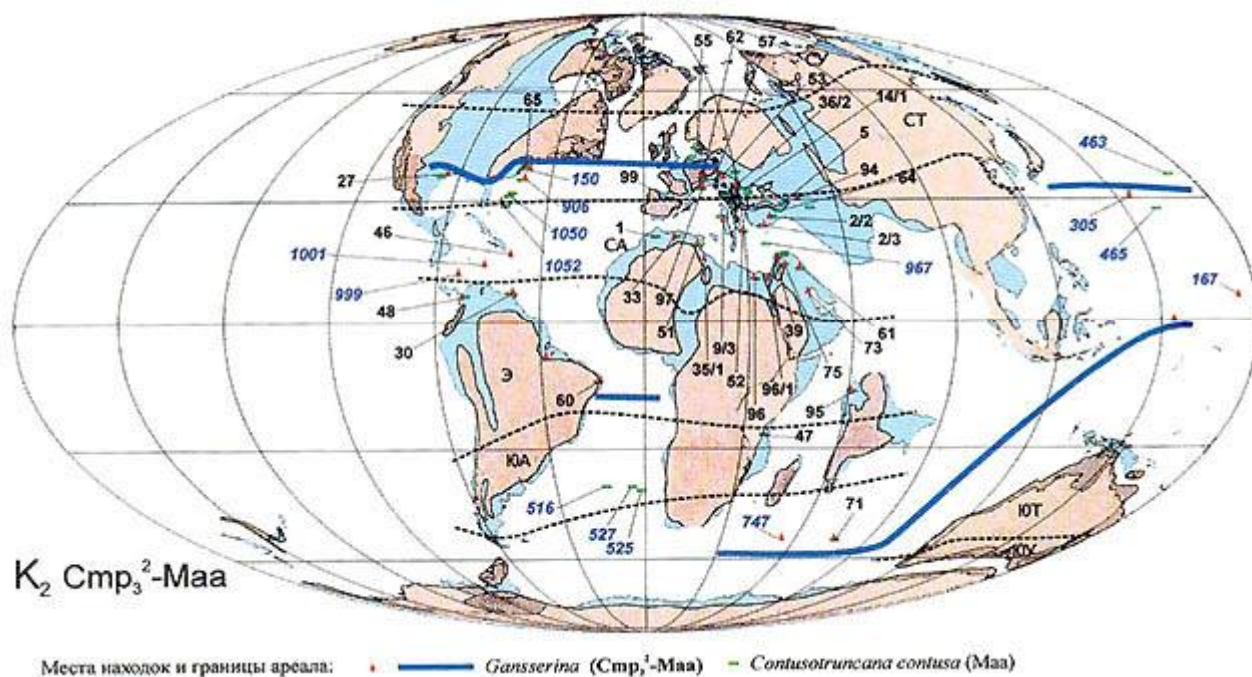 55 62 57
53
65 36/2 14/1
СТ
5 463
27 99 150 94 64
906 305
46 1050 1 2/2 465
СА 2/3
1001 1052 967 167
999
48 33 97 39 61
51 73
30 9/3 75
35/1
Э 52 96/1
60 96 95
47
ЮА
516 747 71 ЮТ
527
525 ЮУ
K₂ Cmp₃²-Maa
Места находок и границы ареала: Gansserina (Cmp₃²-Maa) Contusotruncana contusa (Maa)